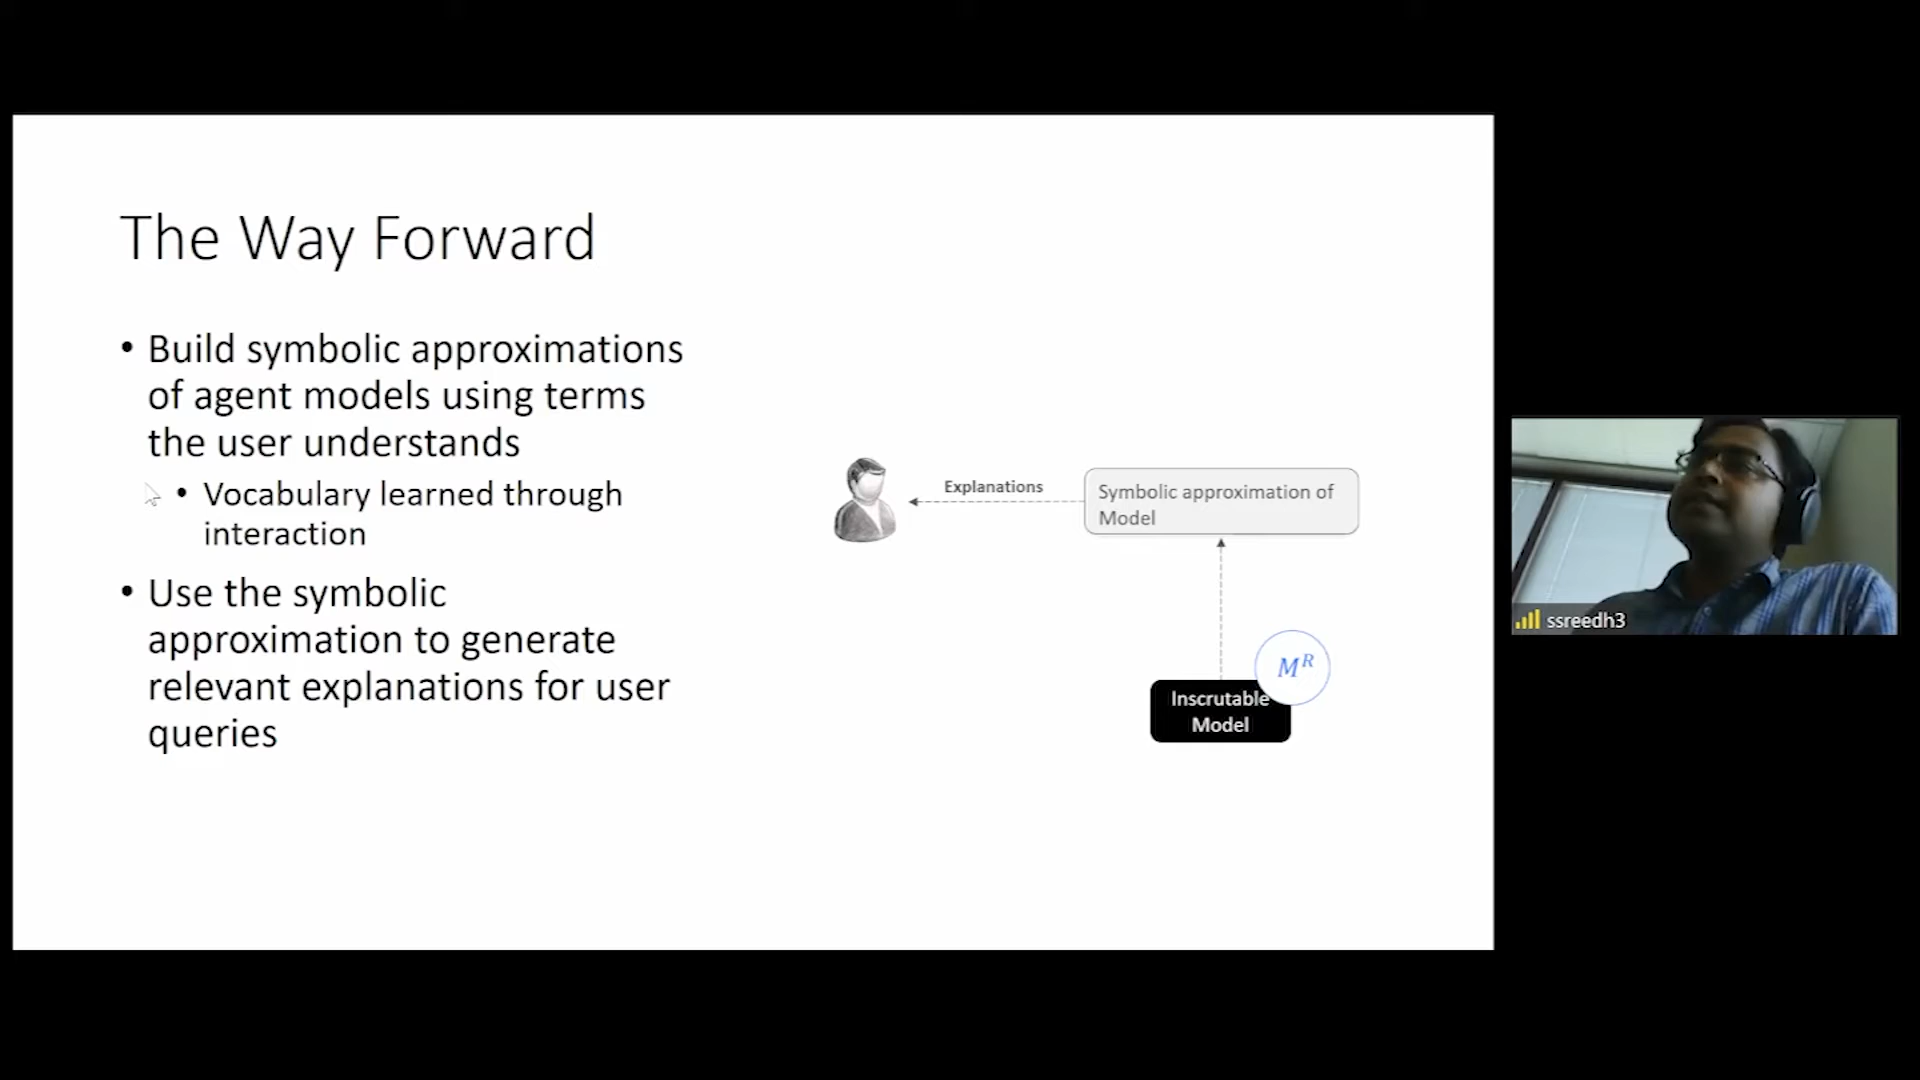 The Way Forward
• Build symbolic approximations
of agent models using terms
the user understands
• Vocabulary learned through
interaction
• Use the symbolic
approximation to generate
relevant explanations for user
queries
Explanations
Symbolic approximation of
Model
M^R
Inscrutable
Model
ssreedh3